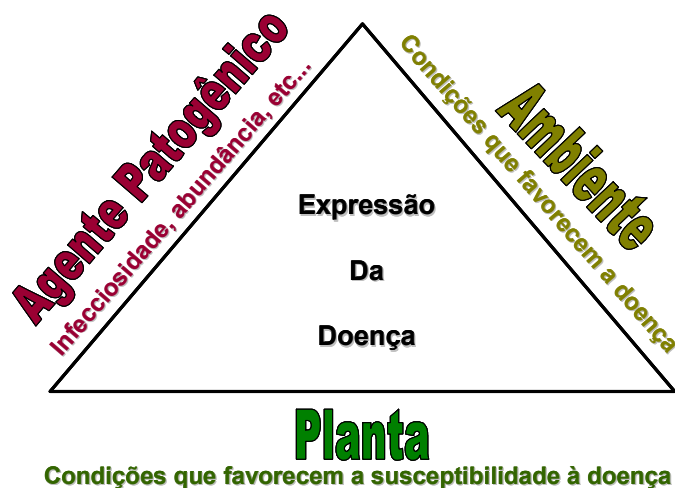 Agente Patogênico
Infecciosidade, abundância, etc...
Ambiente
Condições que favorecem a doença
Expressão
Da
Doença
Planta
Condições que favorecem a susceptibilidade à doença